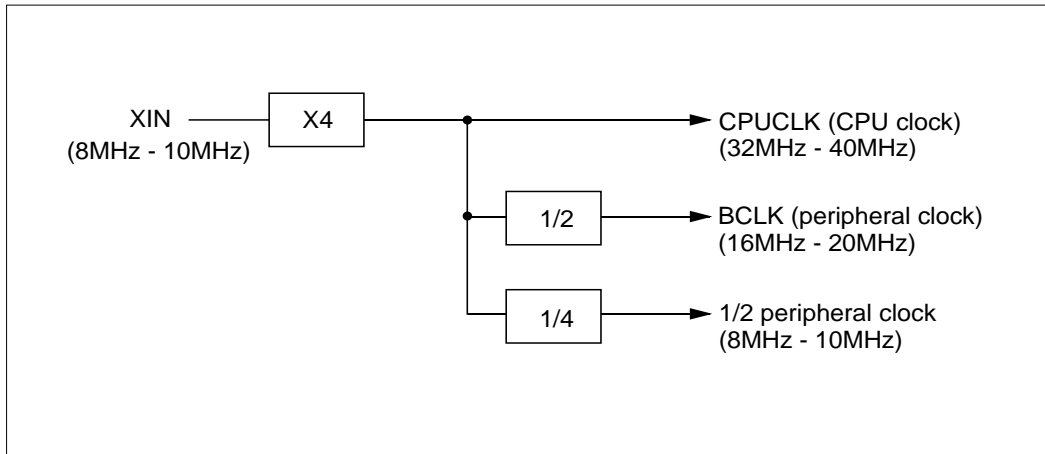 XIN
(8MHz - 10MHz)
X4
CPUCLK (CPU clock)
(32MHz - 40MHz)
1/2
BCLK (peripheral clock)
(16MHz - 20MHz)
1/4
1/2 peripheral clock
(8MHz - 10MHz)